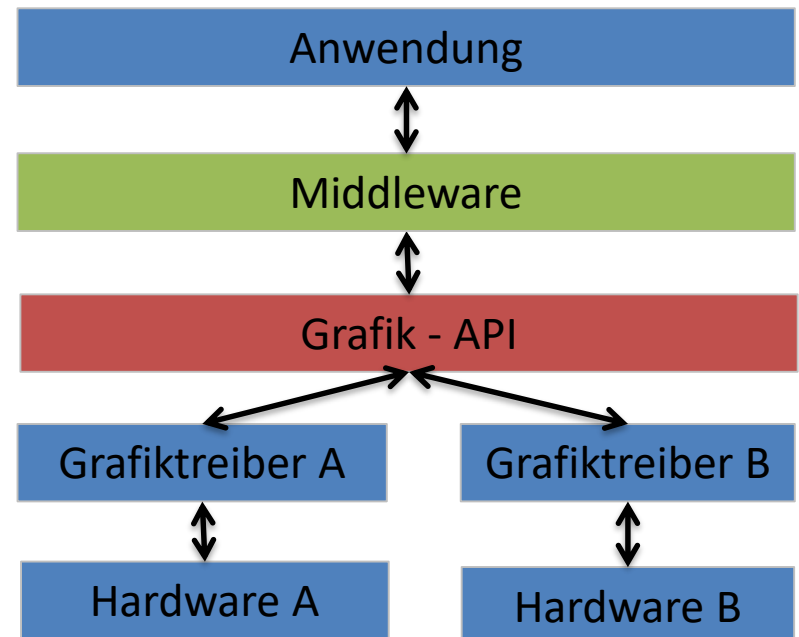 Anwendung
Middleware
Grafik - API
Grafiktreiber A
Grafiktreiber B
Hardware A
Hardware B